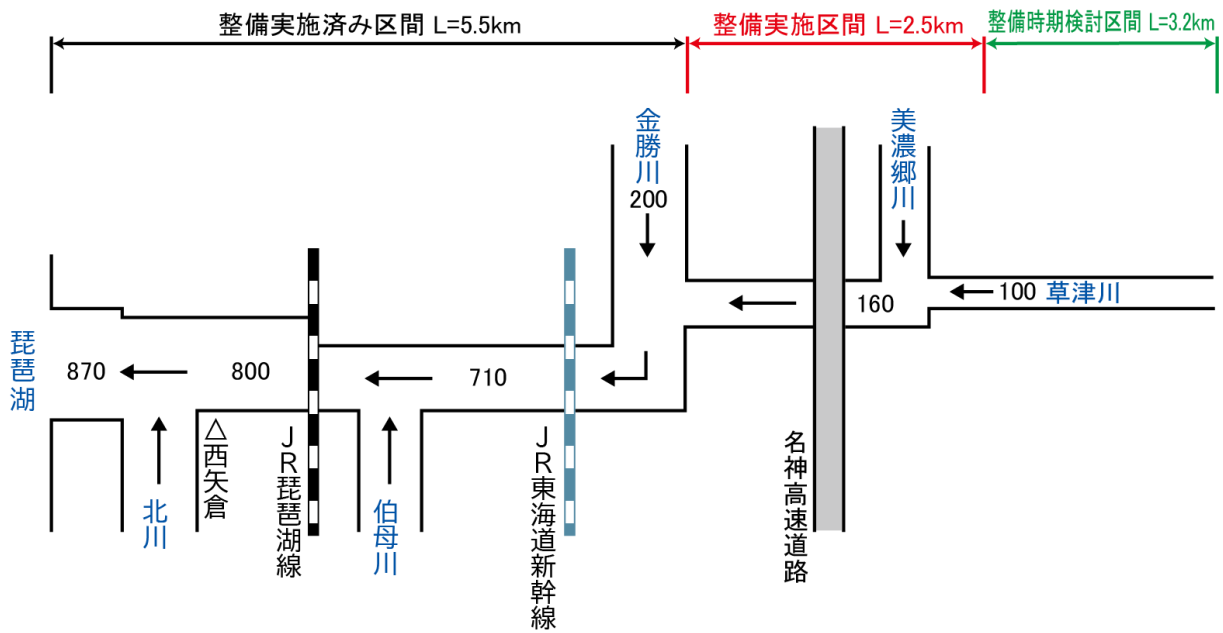 整備実施済み区間 L=5.5km
整備実施区間 L=2.5km
整備時期検討区間 L=3.2km
金勝川
200
美濃郷川
100 草津川
160
琵琶湖
870
800
710
北川
△西矢倉
JR琵琶湖線
伯母川
JR東海道新幹線
名神高速道路